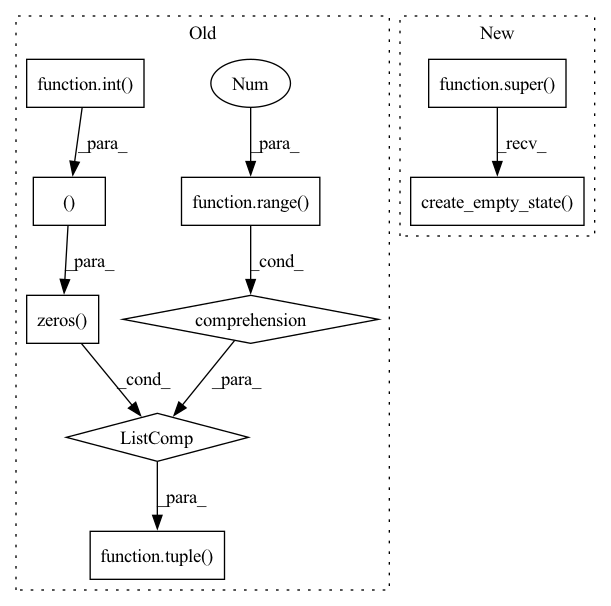 Old
New
function.int()
Num
function.super()
_para_
_para_
_recv_
()
function.range()
create_empty_state()
_para_
_cond_
zeros()
comprehension
_cond_
_para_
ListComp
_para_
function.tuple()